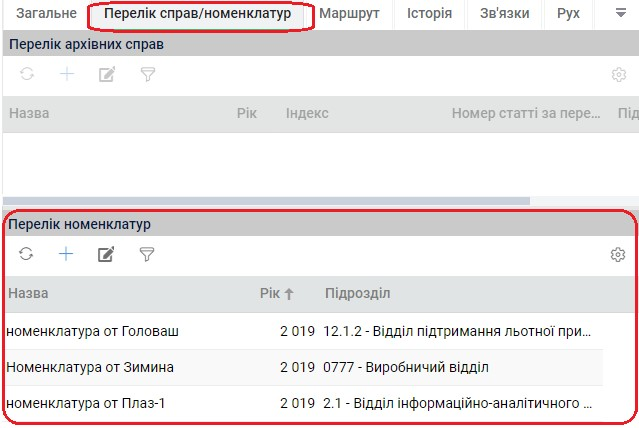 Загальне Перелік справ/номенклатур Маршрут Історія Зв'язки Рух
Перелік архівних справ
Назва Рік Індекс Номер статті за пере... Під
Перелік номенклатур
Назва Рік Підрозділ
номенклатура от Головаш 2 019 12.1.2 - Відділ підтримання льотної при...
Номенклатура от Зимина 2 019 0777 - Виробничий відділ
номенклатура от Плаз-1 2 019 2.1 - Відділ інформаційно-аналітичного ...